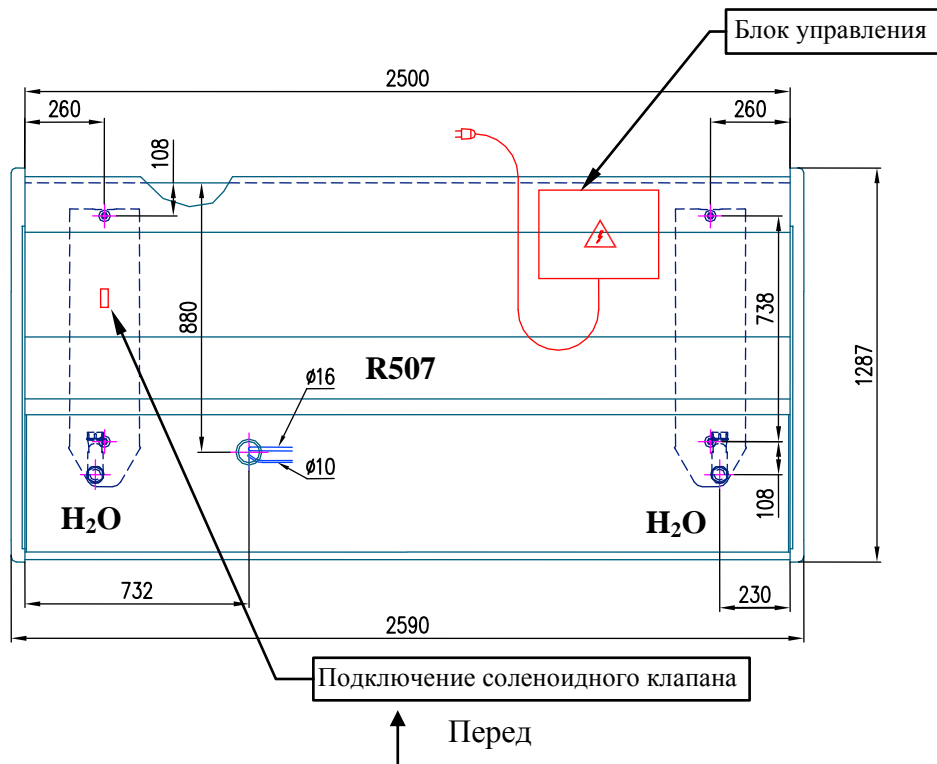 Блок управления
2500
260
260
108
880
738
1287
R507
ø16
ø10
H₂O
H₂O
108
732
230
2590
Подключение соленоидного клапана
Перед